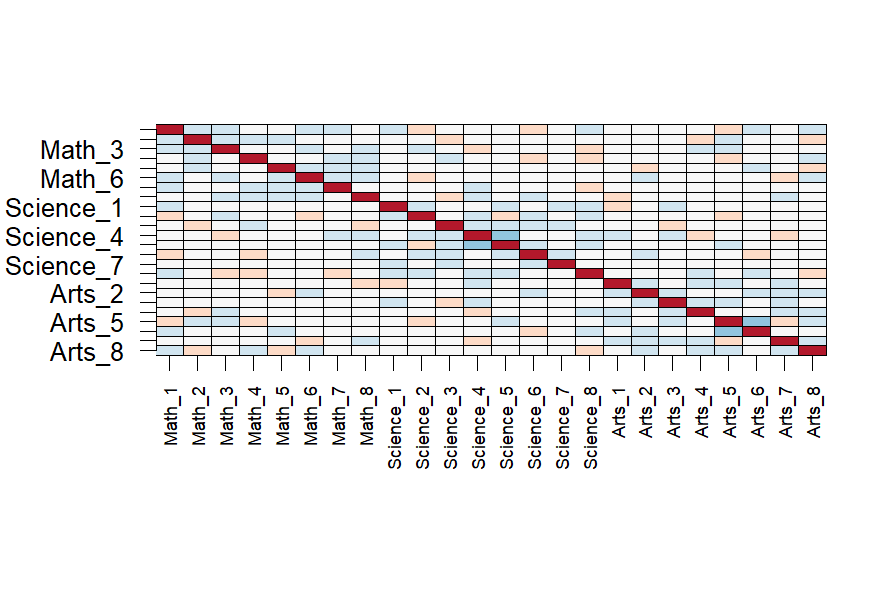 Math_3
Math_6
Science_1
Science_4
Science_7
Arts_2
Arts_5
Arts_8
Math_1
Math_2
Math_3
Math_4
Math_5
Math_6
Math_7
Math_8
Science_1
Science_2
Science_3
Science_4
Science_5
Science_6
Science_7
Science_8
Arts_1
Arts_2
Arts_3
Arts_4
Arts_5
Arts_6
Arts_7
Arts_8